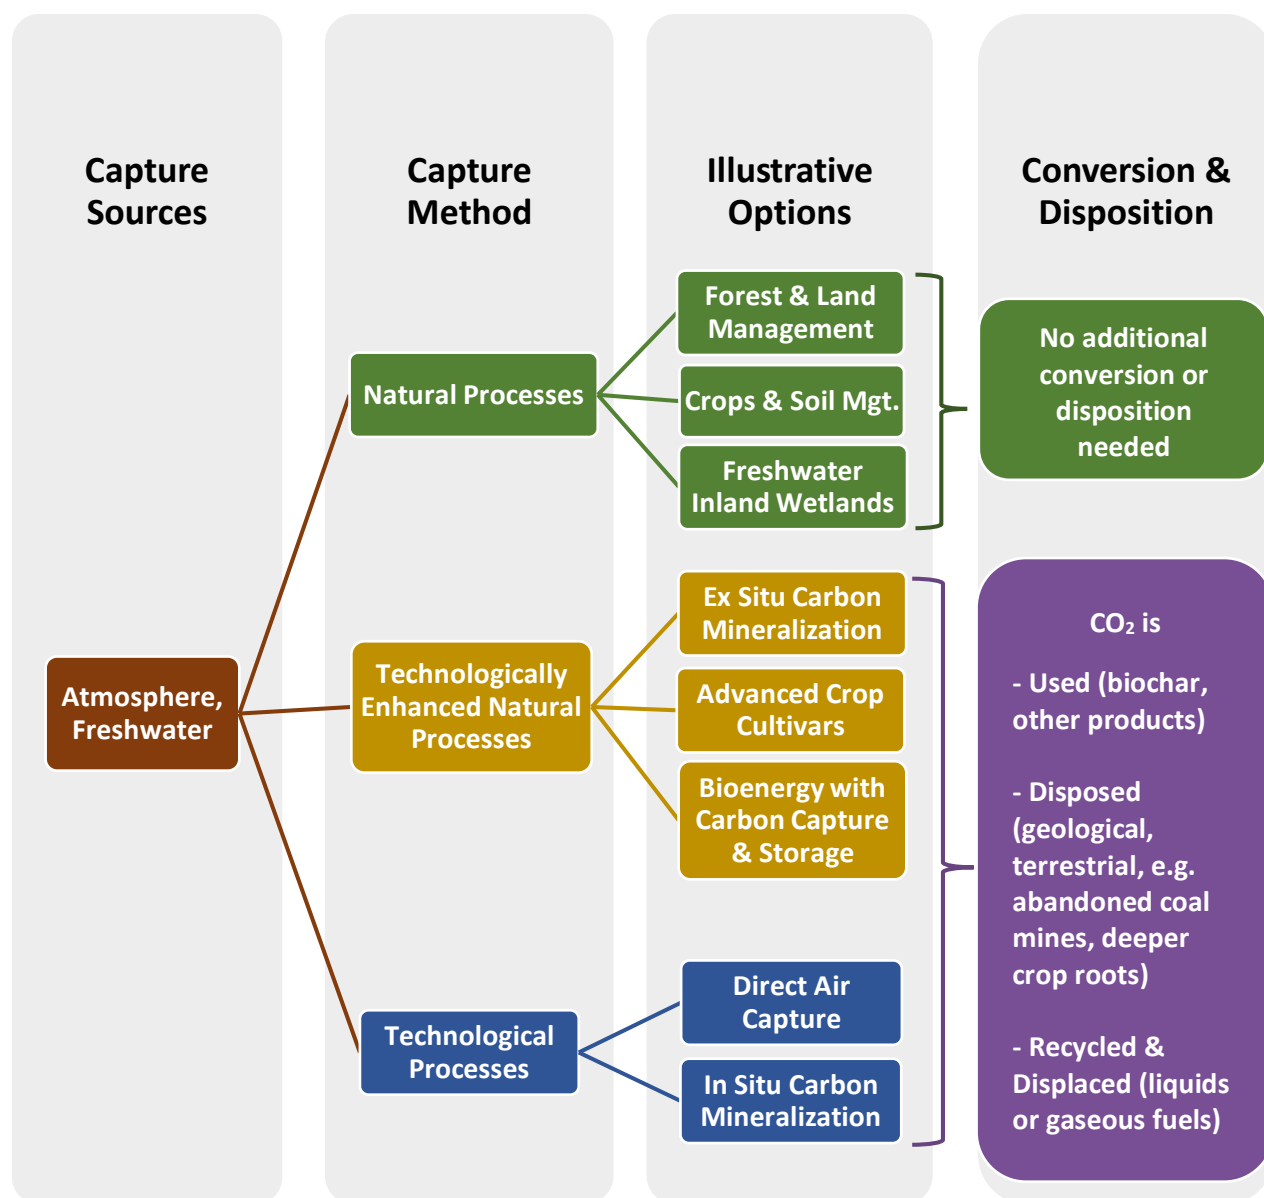 Capture
Sources
Capture
Method
Illustrative
Options
Conversion &
Disposition
Atmosphere,
Freshwater
Natural Processes
Technologically
Enhanced Natural
Processes
Technological
Processes
Forest & Land
Management
Crops & Soil Mgt.
Freshwater
Inland Wetlands
Ex Situ Carbon
Mineralization
Advanced Crop
Cultivars
Bioenergy with
Carbon Capture
& Storage
Direct Air
Capture
In Situ Carbon
Mineralization
No additional
conversion or
disposition
needed
CO₂ is
- Used (biochar,
other products)
- Disposed
(geological,
terrestrial, e.g.
abandoned coal
mines, deeper
crop roots)
- Recycled &
Displaced (liquids
or gaseous fuels)